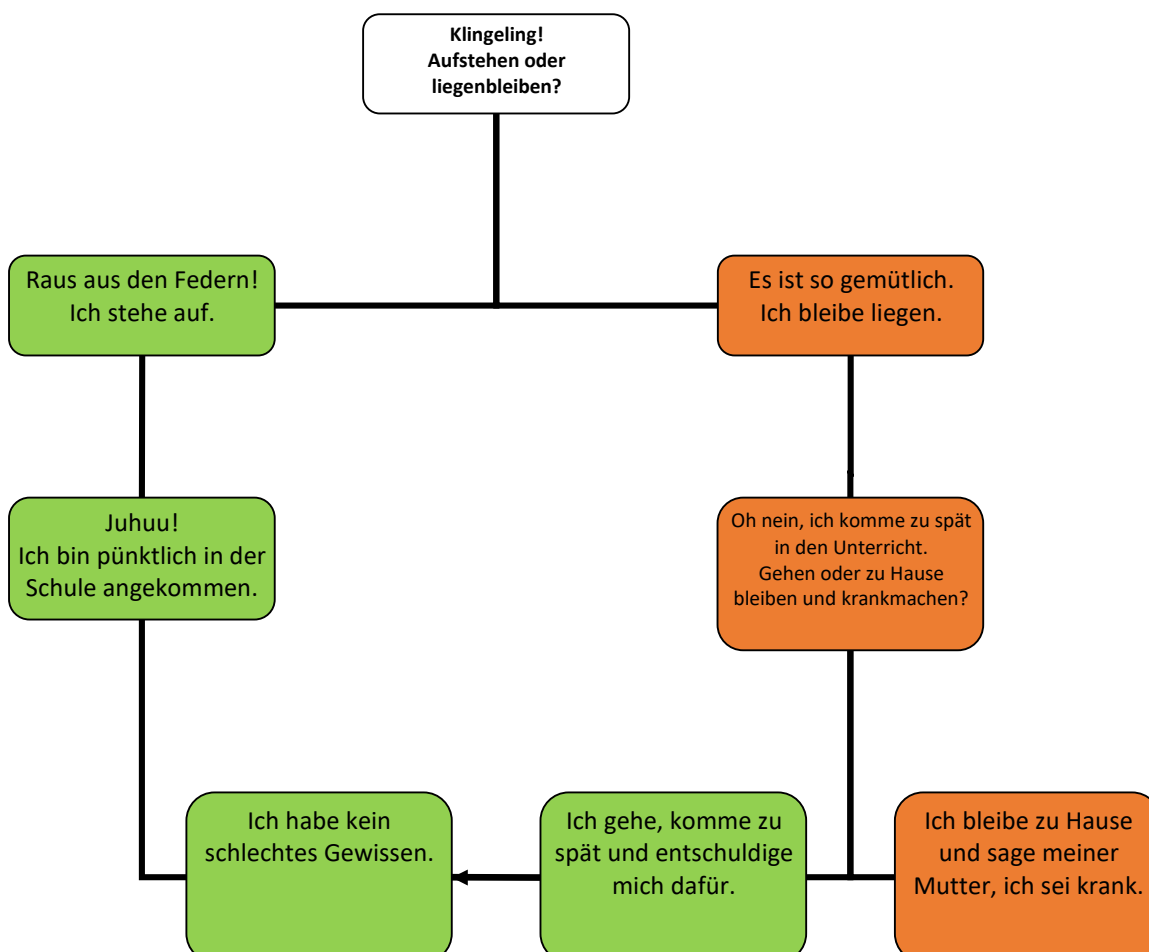 Klingeling!
Aufstehen oder
liegenbleiben?
Raus aus den Federn!
Ich stehe auf.
Es ist so gemütlich.
Ich bleibe liegen.
Juhuu!
Ich bin pünktlich in der
Schule angekommen.
Oh nein, ich komme zu spät
in den Unterricht.
Gehen oder zu Hause
bleiben und krankmachen?
Ich habe kein
schlechtes Gewissen.
Ich gehe, komme zu
spät und entschuldige
mich dafür.
Ich bleibe zu Hause
und sage meiner
Mutter, ich sei krank.